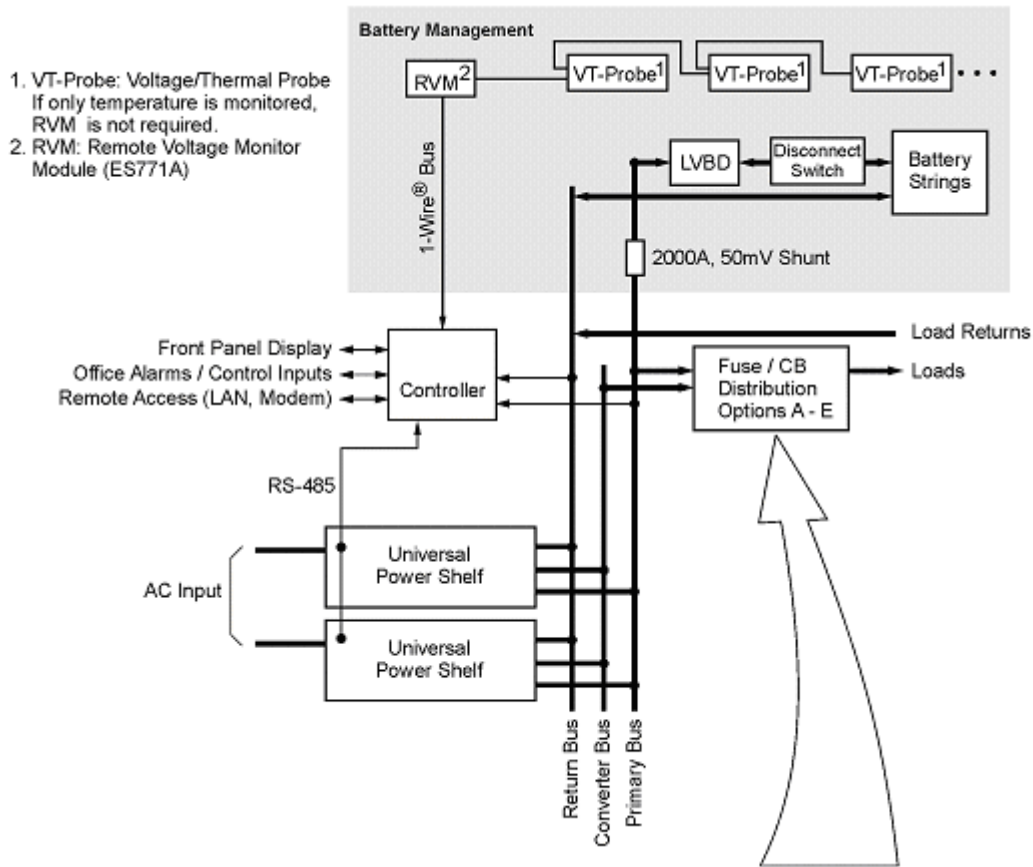 Battery Management
1. VT-Probe: Voltage/Thermal Probe
If only temperature is monitored,
RVM is not required.
2. RVM: Remote Voltage Monitor
Module (ES771A)
RVM2
VT-Probe1
VT-Probe1
VT-Probe1
1-Wire® Bus
LVBD
Disconnect
Switch
Battery
Strings
2000A, 50mV Shunt
Front Panel Display
Office Alarms / Control Inputs
Remote Access (LAN, Modem)
Controller
Load Returns
Fuse / CB
Distribution
Options A - E
Loads
RS-485
AC Input
Universal
Power Shelf
Universal
Power Shelf
Return Bus
Converter Bus
Primary Bus